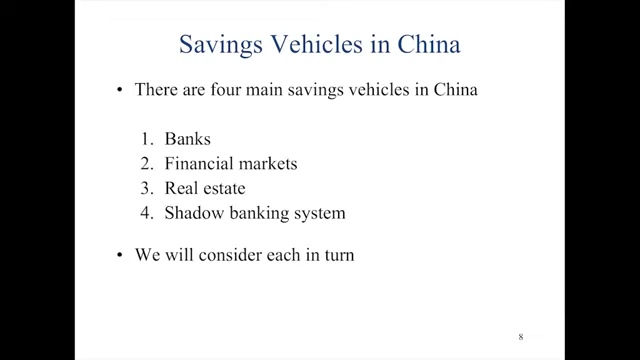 Savings Vehicles in China
• There are four main savings vehicles in China
1. Banks
2. Financial markets
3. Real estate
4. Shadow banking system
• We will consider each in turn
8